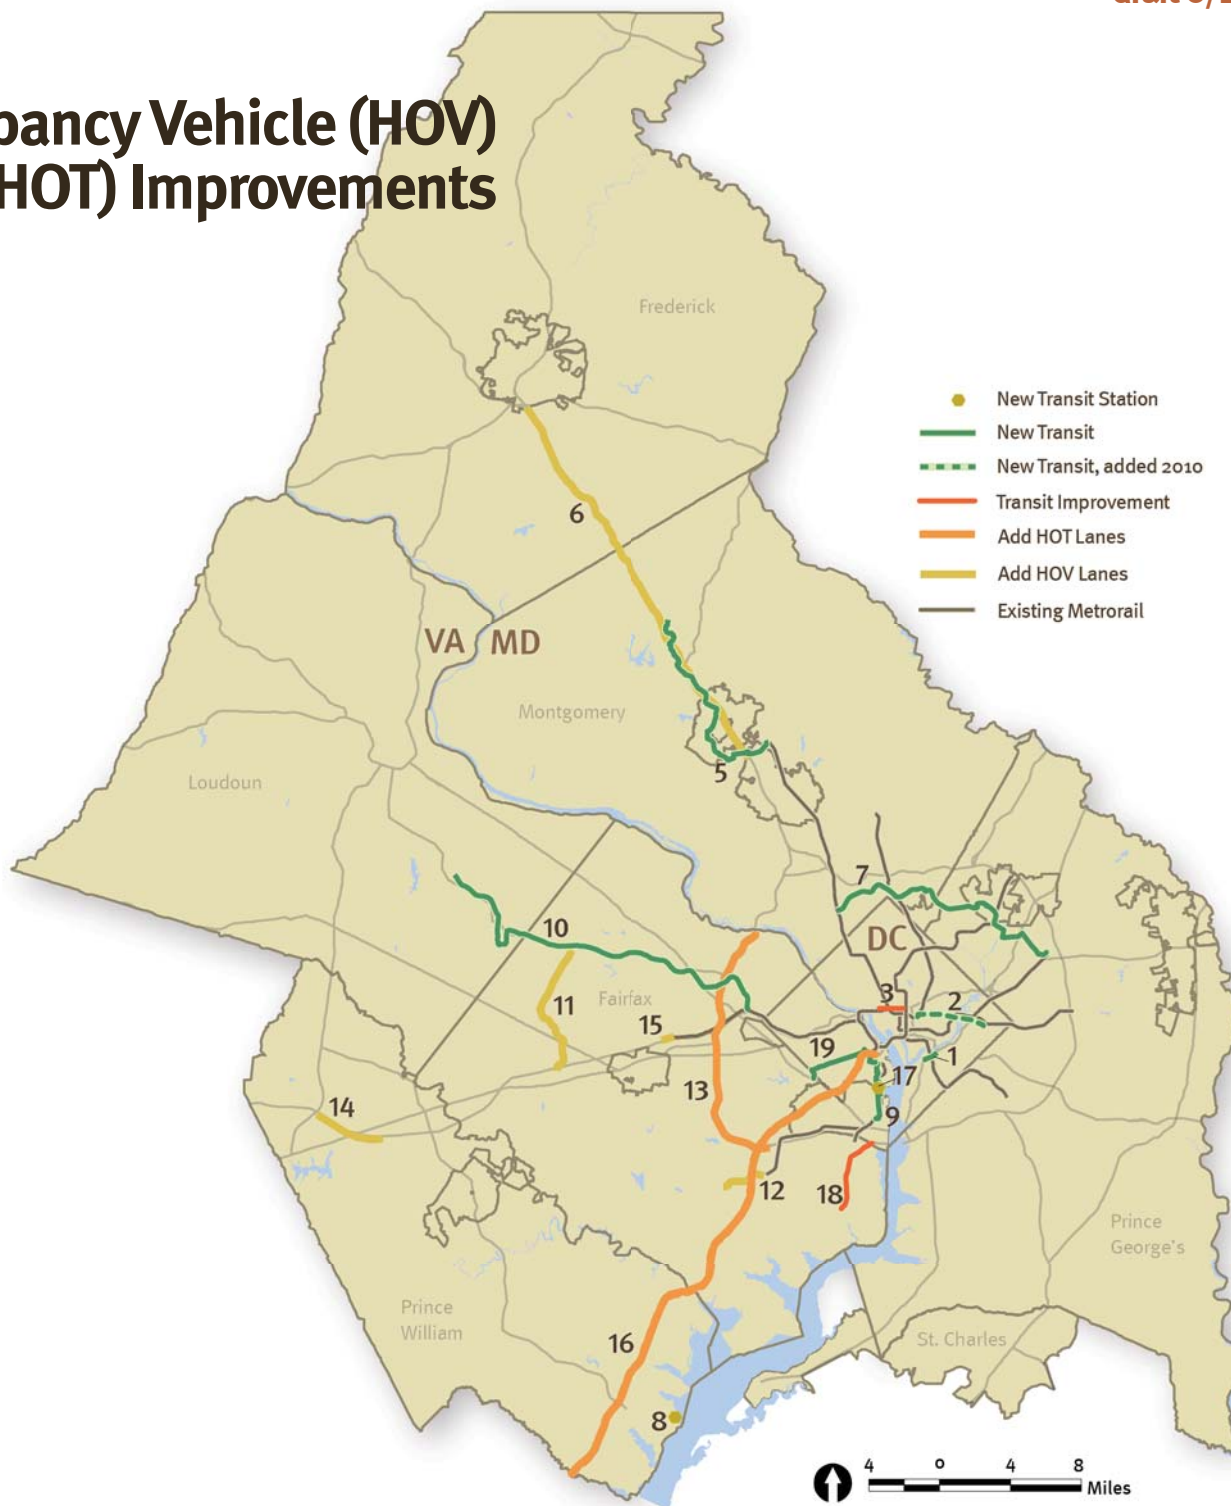 pancy Vehicle (HOV)
HOT) Improvements
Frederick
New Transit Station
New Transit
New Transit, added 2010
Transit Improvement
Add HOT Lanes
Add HOV Lanes
Existing Metrorail
6
VA MD
Montgomery
5
Loudoun
7
10
DC
11
Fairfax
3
2
15
19
1
17
13
9
14
12
18
Prince
George's
Prince
William
16
St. Charles
8
4 0 4 8
Miles